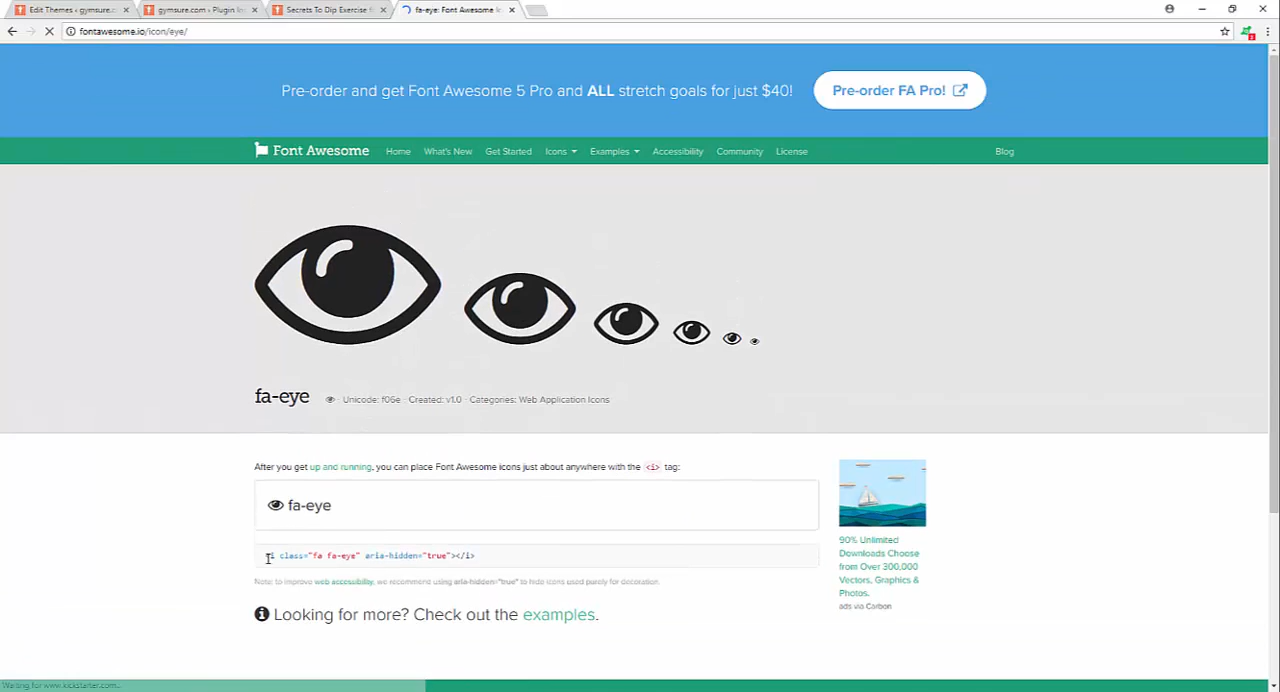 Edit Themes ‹ gymsure.c
gymsure.com › Plugin Ic
Secrets To Dip Exercise f
fa-eye: Font Awesome Ic
fontawesome.io/icon/eye/
Pre-order and get Font Awesome 5 Pro and ALL stretch goals for just $40!
Pre-order FA Pro!
Font Awesome Home What's New Get Started Icons Examples Accessibility Community License Blog
fa-eye · Unicode: f06e · Created: v1.0 · Categories: Web Application Icons
After you get up and running, you can place Font Awesome icons just about anywhere with the <i> tag:
fa-eye
<i class="fa fa-eye" aria-hidden="true"></i>
Note: to improve web accessibility, we recommend using aria-hidden="true" to hide icons used purely for decoration.
Looking for more? Check out the examples.
90% Unlimited
Downloads Choose
from Over 300,000
Vectors, Graphics &
Photos.
ads via Carbon
Waiting for www.kickstarter.com...